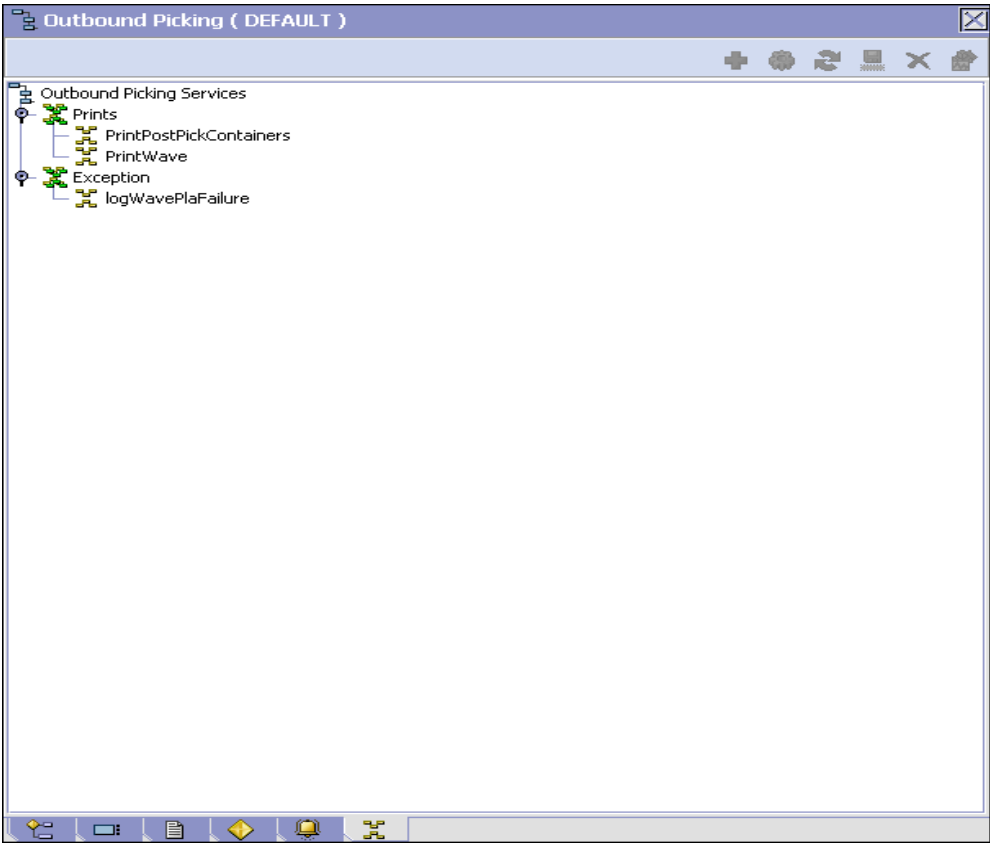 Outbound Picking ( DEFAULT )
Outbound Picking Services
Prints
PrintPostPickContainers
PrintWave
Exception
logWavePlaFailure